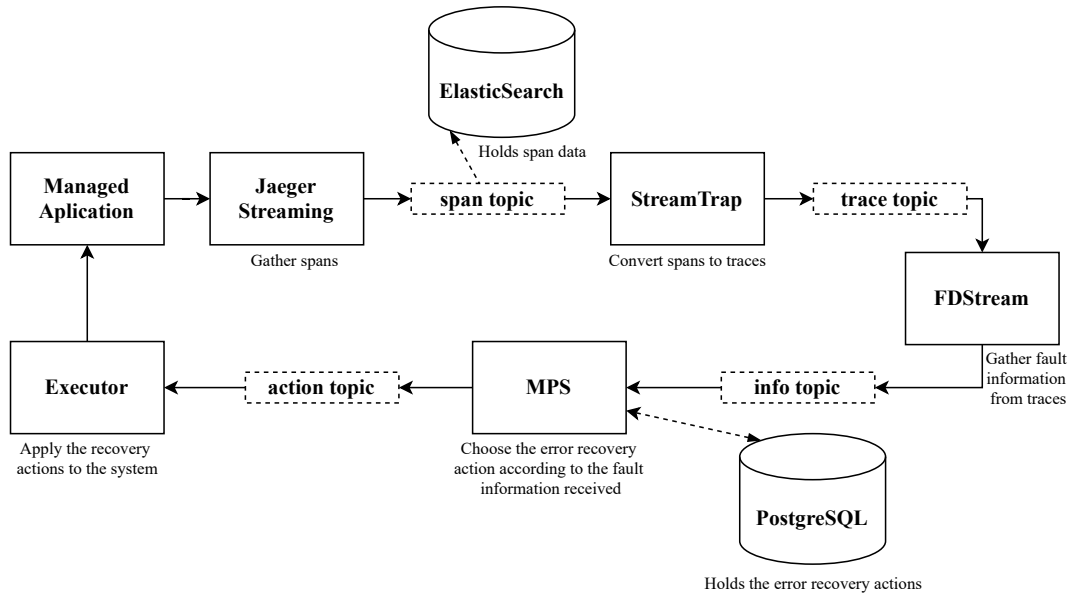 ElasticSearch
Holds span data
Managed
Aplication
Jaeger
Streaming
Gather spans
span topic
StreamTrap
Convert spans to traces
trace topic
FDStream
Gather fault
information
from traces
info topic
MPS
Choose the error recovery
action according to the fault
information received
PostgreSQL
Holds the error recovery actions
action topic
Executor
Apply the recovery
actions to the system